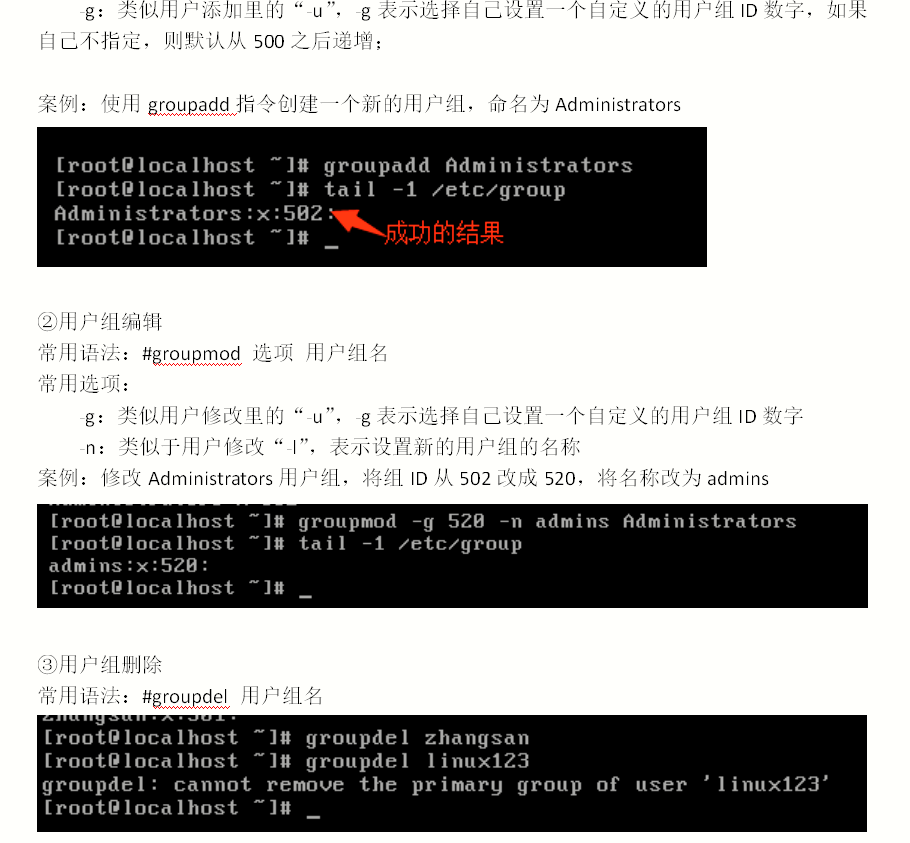 -g：类似用户添加里的“-u”，-g 表示选择自己设置一个自定义的用户组 ID 数字，如果
自己不指定，则默认从 500 之后递增；
案例：使用 groupadd 指令创建一个新的用户组，命名为 Administrators
[root@localhost ~]# groupadd Administrators
[root@localhost ~]# tail -1 /etc/group
Administrators:x:502:
成功的结果
[root@localhost ~]# _
②用户组编辑
常用语法：#groupmod 选项 用户组名
常用选项：
-g：类似用户修改里的“-u”，-g 表示选择自己设置一个自定义的用户组 ID 数字
-n：类似于用户修改“-l”，表示设置新的用户组的名称
案例：修改 Administrators 用户组，将组 ID 从 502 改成 520，将名称改为 admins
[root@localhost ~]# groupmod -g 520 -n admins Administrators
[root@localhost ~]# tail -1 /etc/group
admins:x:520:
[root@localhost ~]# _
③用户组删除
常用语法：#groupdel 用户组名
zhangsan:x:501:
[root@localhost ~]# groupdel zhangsan
[root@localhost ~]# groupdel linux123
groupdel: cannot remove the primary group of user 'linux123'
[root@localhost ~]# _